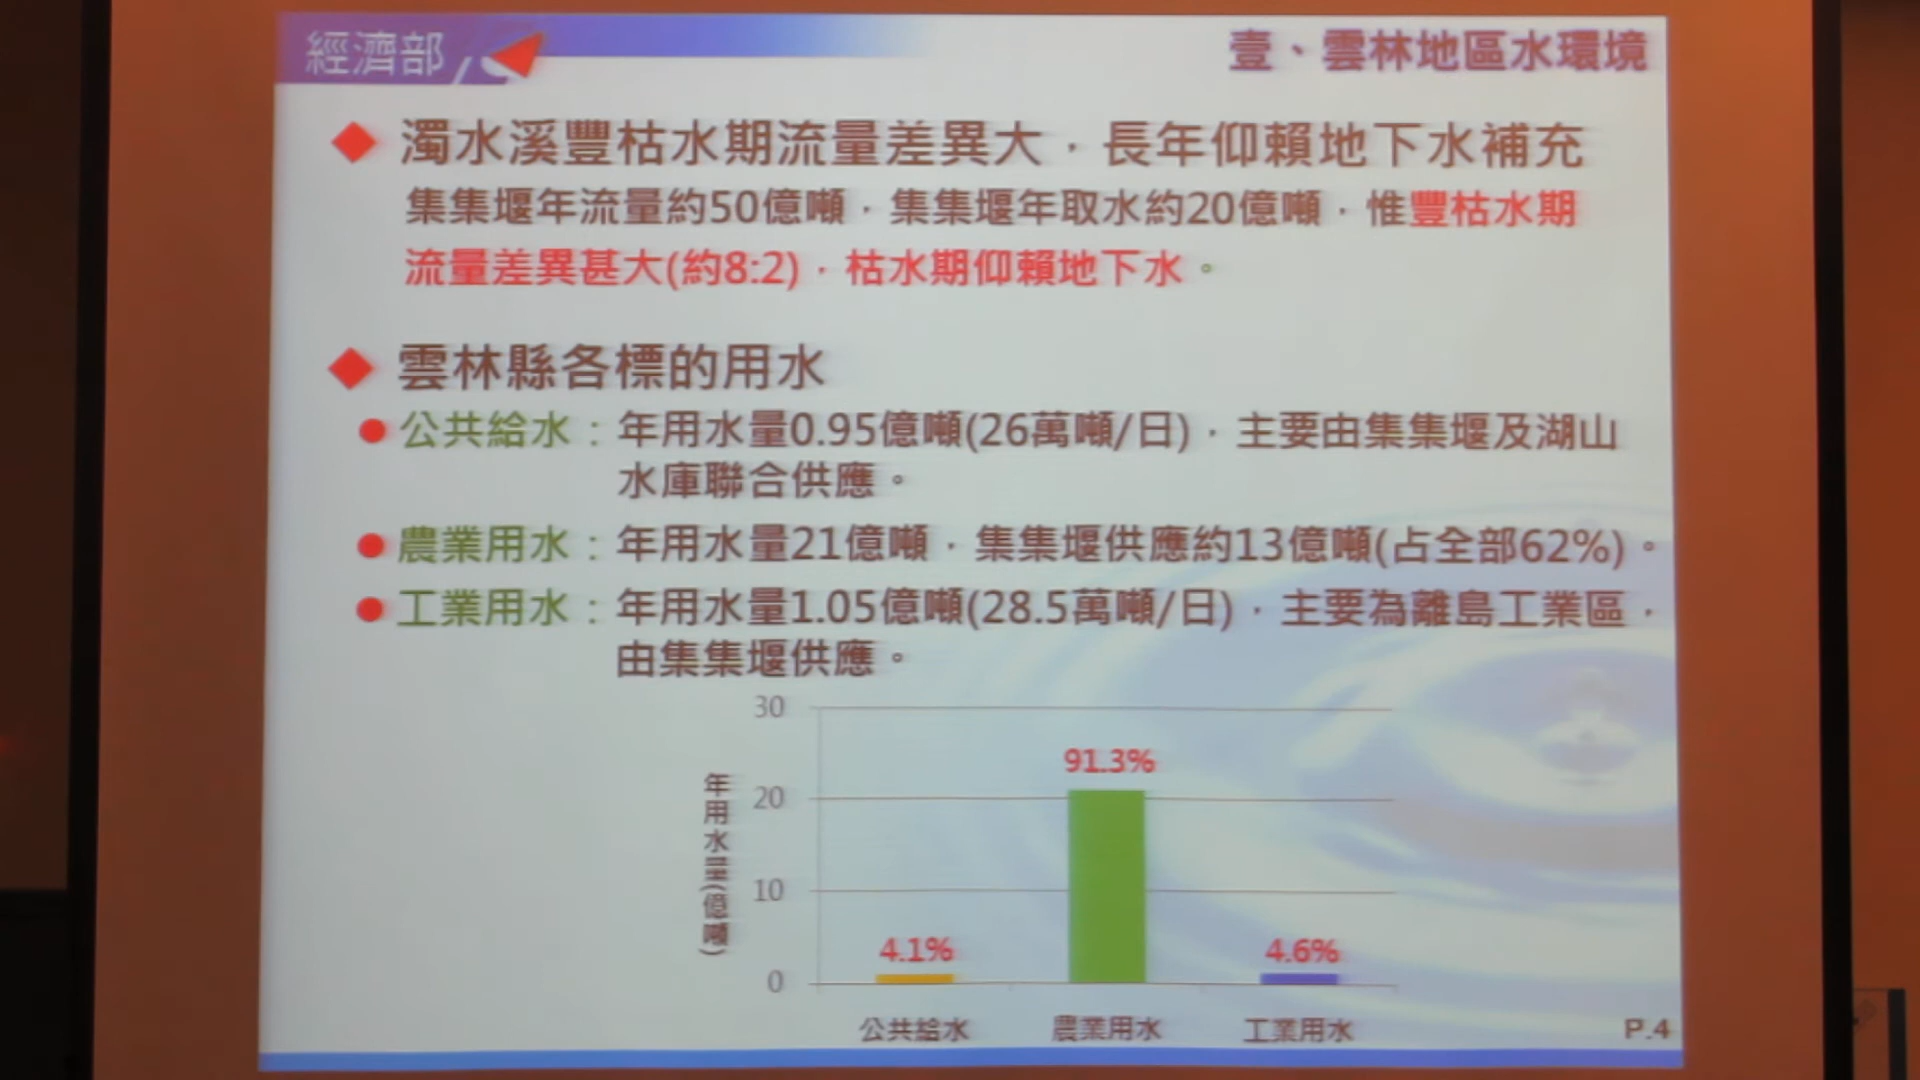 經濟部
壹、雲林地區水環境
濁水溪豐枯水期流量差異大，長年仰賴地下水補充
集集堰年流量約50億噸，集集堰年取水約20億噸，惟豐枯水期
流量差異甚大(約8:2)，枯水期仰賴地下水。
雲林縣各標的用水
公共給水：年用水量0.95億噸(26萬噸/日)，主要由集集堰及湖山
水庫聯合供應。
農業用水：年用水量21億噸，集集堰供應約13億噸(占全部62%)。
工業用水：年用水量1.05億噸(28.5萬噸/日)，主要為離島工業區，
由集集堰供應。
年用水量(億噸)
30
20
10
0
4.1%
91.3%
4.6%
公共給水
農業用水
工業用水
P.4